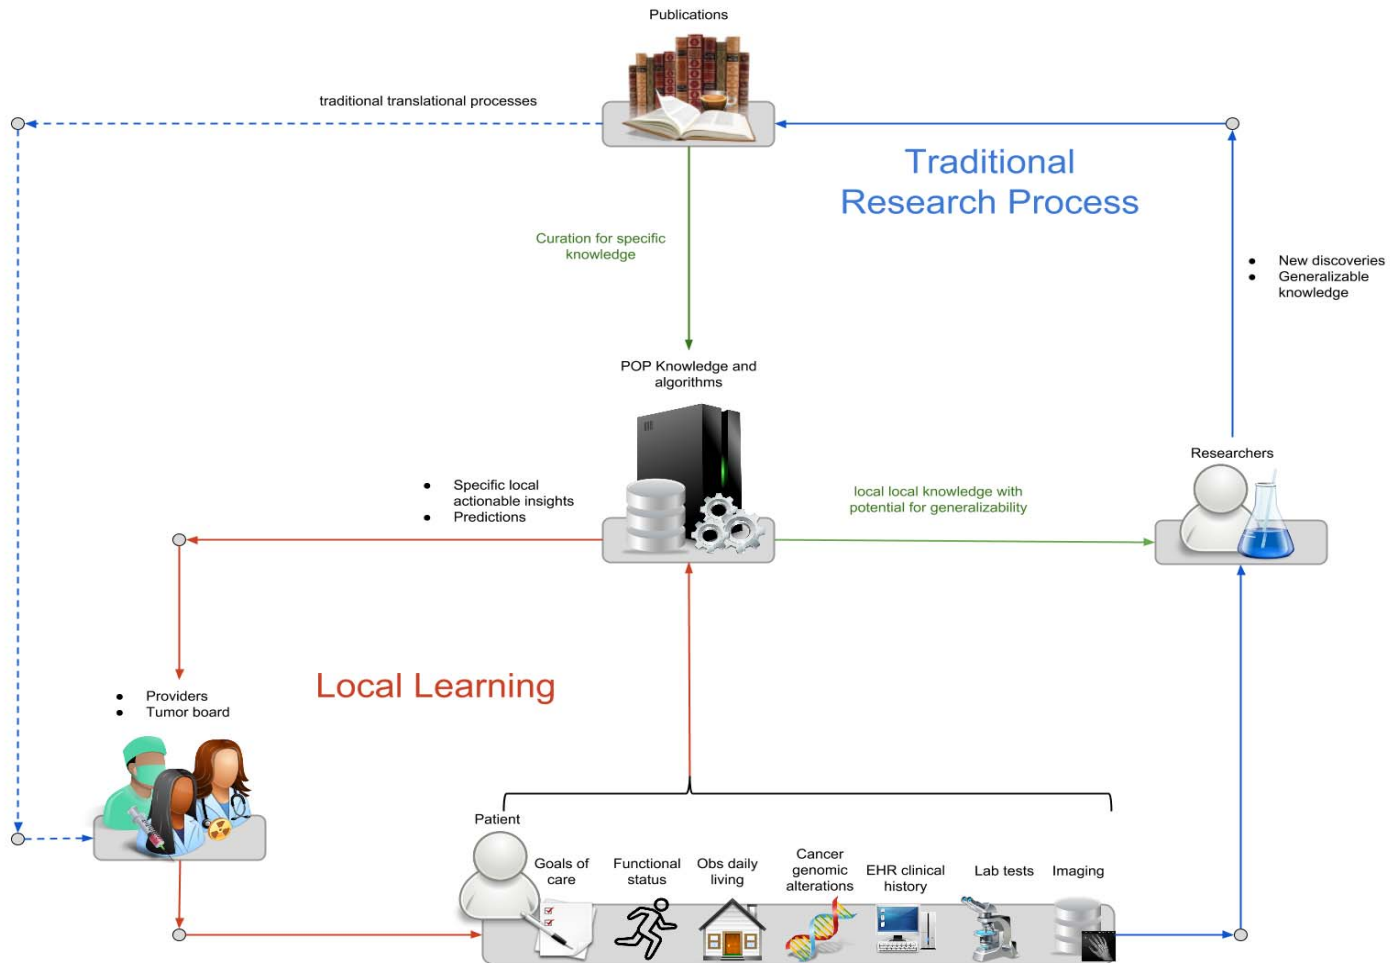 Publications
traditional translational processes
Traditional
Research Process
Curation for specific
knowledge
● New discoveries
● Generalizable
knowledge
POP Knowledge and
algorithms
Researchers
● Specific local
actionable insights
● Predictions
local local knowledge with
potential for generalizability
Local Learning
● Providers
● Tumor board
Patient
Goals of
care
Functional
status
Obs daily
living
Cancer
genomic
alterations
EHR clinical
history
Lab tests
Imaging